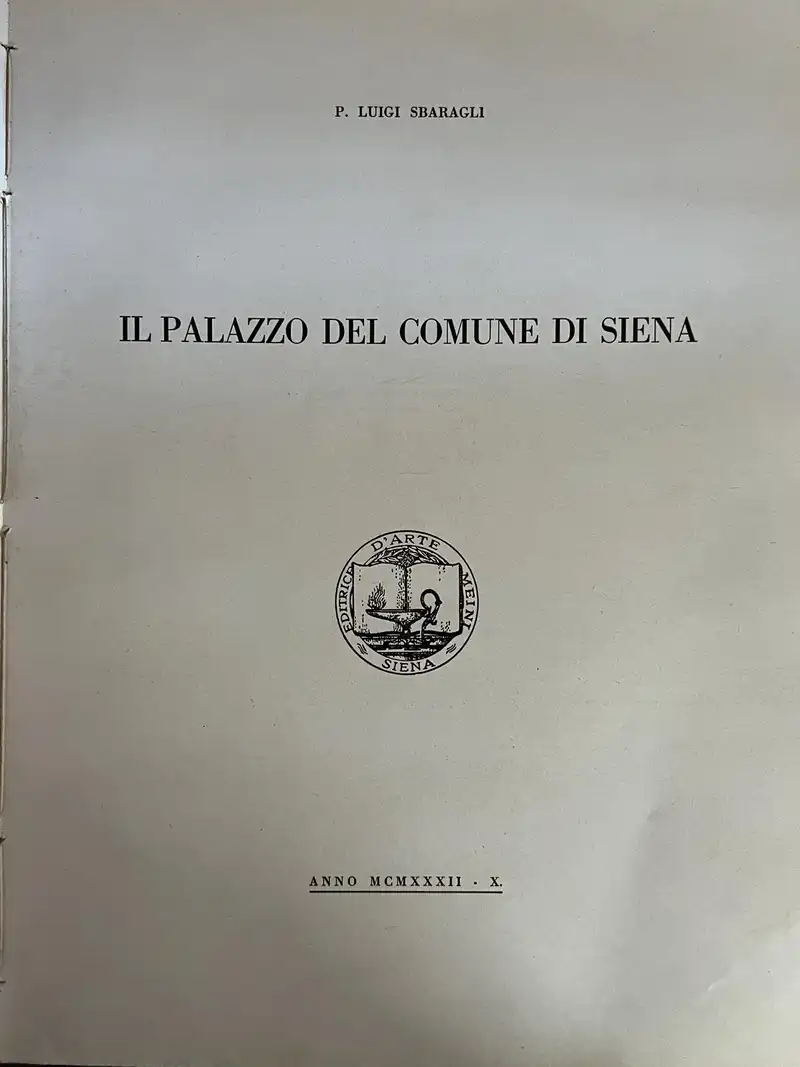 P. LUIGI SBARAGLI
IL PALAZZO DEL COMUNE DI SIENA
EDITRICE D'ARTE MEINI
SIENA
ANNO MCMXXXII - X.